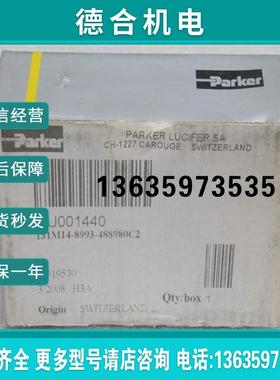 德合机电
Parker
PARKER LUCIFER SA
CH-1227 CAROUGE SWITZERLAND
13635973535
U001440
131M14-8993-488980C2
19570
3/2008 H3A
Qty/box 1
Origin SWITZERLAND
信经营
后保障
货秒发
保一年
齐全 更多型号请店咨询 电话:1363597